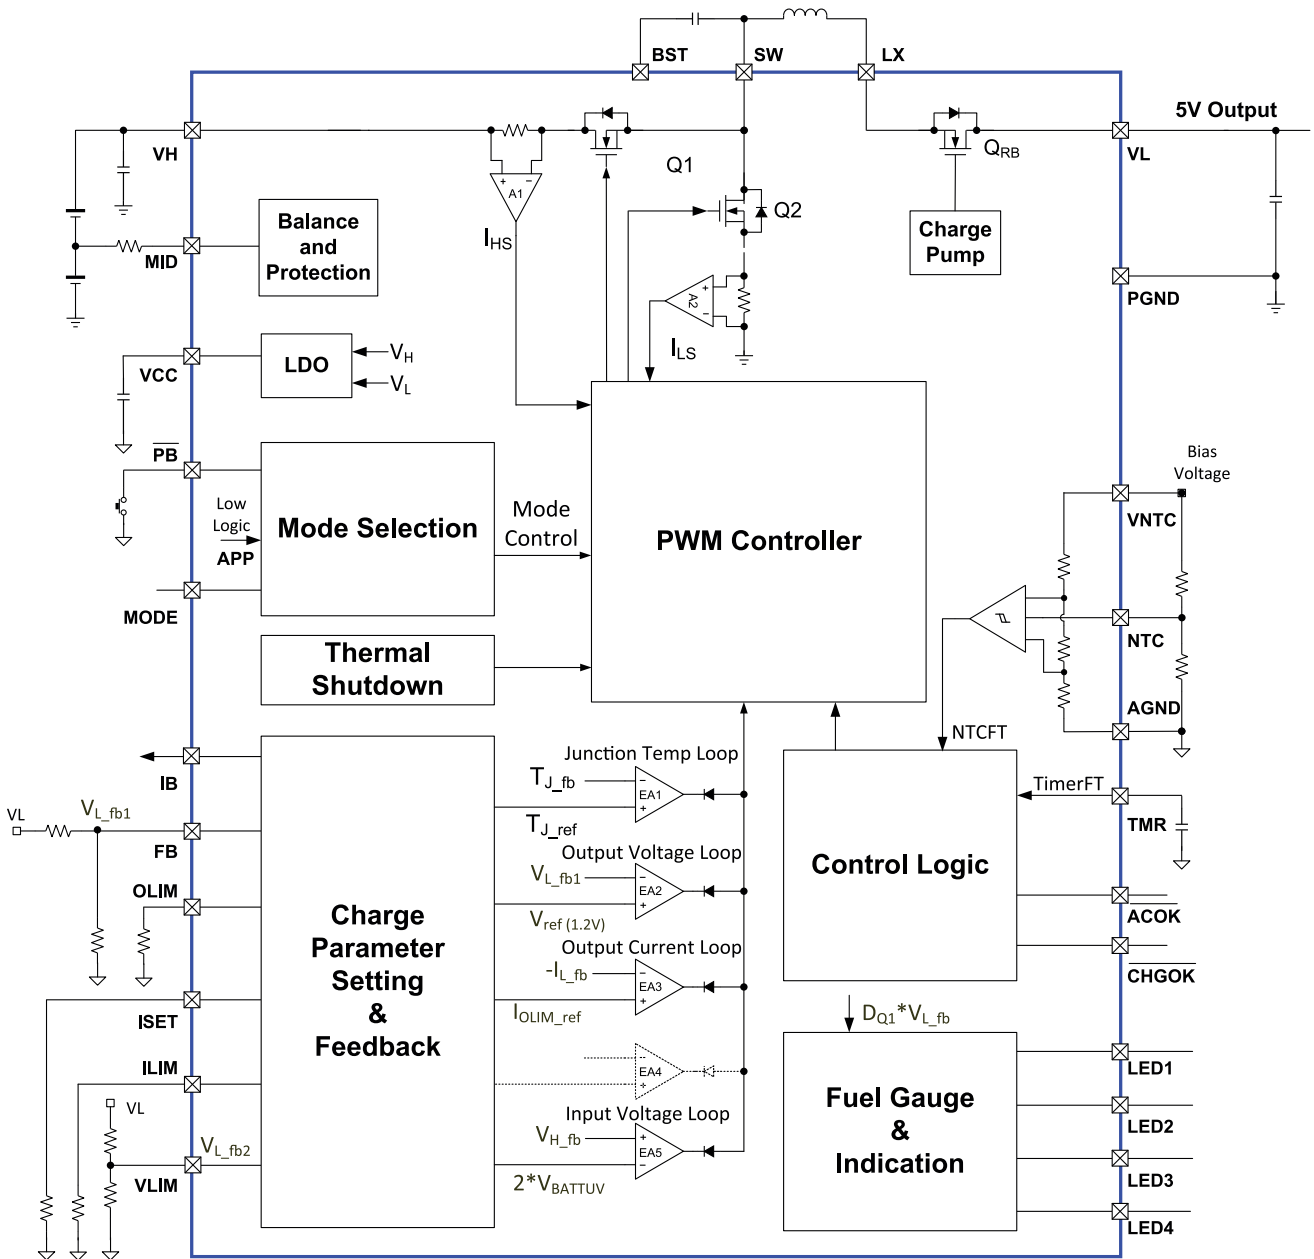 BST
SW
LX
5V Output
VH
Q1
QRB
VL
A1
Q2
Balance
and
Protection
Charge
Pump
IHS
MID
A2
PGND
ILS
LDO
VH
VL
VCC
PB
Low
Logic
APP
Mode Selection
Mode
Control
PWM Controller
Bias
Voltage
VNTC
MODE
NTC
Thermal
Shutdown
AGND
NTCFT
IB
Junction Temp Loop
TJ_fb
EA1
TJ_ref
TimerFT
TMR
VL
VL_fb1
FB
Output Voltage Loop
VL_fb1
EA2
Vref (1.2V)
Control Logic
OLIM
Charge
Parameter
Setting
&
Feedback
ACOK
Output Current Loop
-IL_fb
EA3
IOLIM_ref
CHGOK
ISET
DQ1*VL_fb
ILIM
EA4
LED1
VL
Input Voltage Loop
VH_fb
EA5
2*VBATTUV
Fuel Gauge
&
Indication
LED2
VL_fb2
VLIM
LED3
LED4